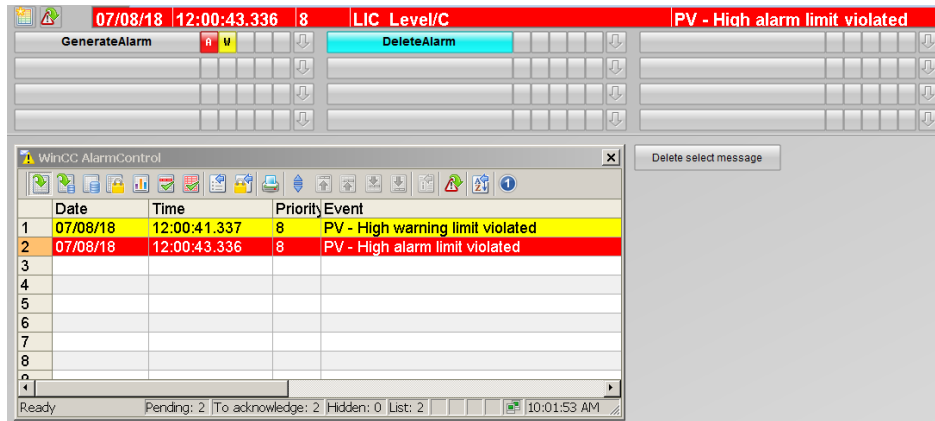 07/08/18 12:00:43.336 8 LIC_Level/C PV - High alarm limit violated
GenerateAlarm A W DeleteAlarm
WinCC AlarmControl
Delete select message
Date Time Priority Event
1 07/08/18 12:00:41.337 8 PV - High warning limit violated
2 07/08/18 12:00:43.336 8 PV - High alarm limit violated
3
4
5
6
7
8
9
Ready Pending: 2 To acknowledge: 2 Hidden: 0 List: 2 10:01:53 AM